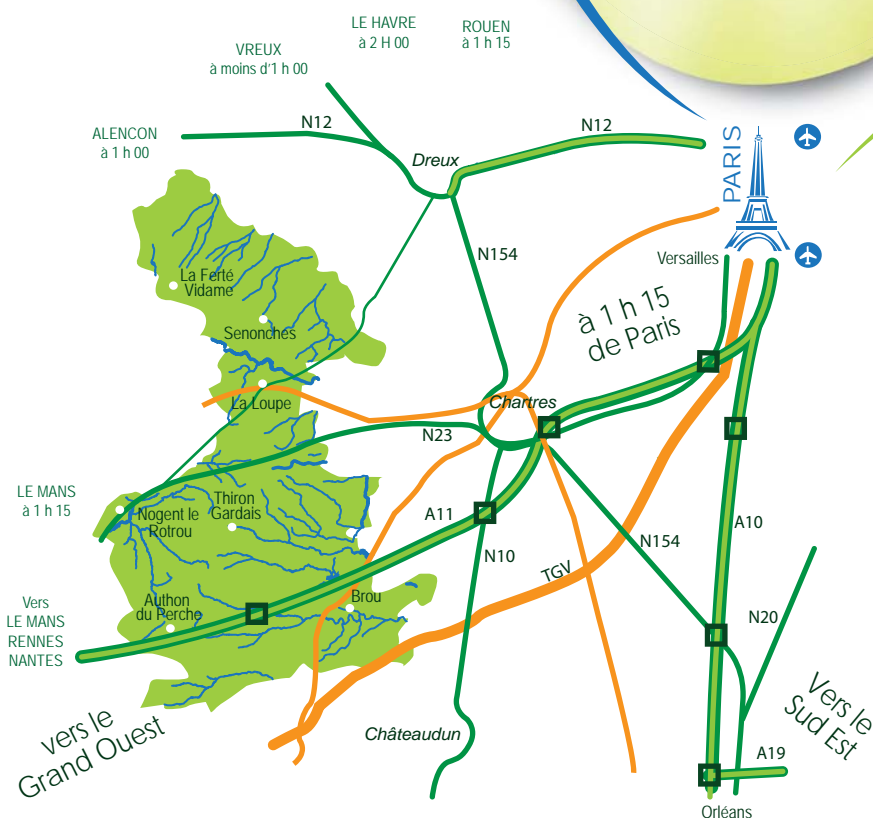 LE HAVRE
à 2 H 00
ROUEN
à 1 h 15
VREUX
à moins d'1 h 00
ALENCON
à 1 h 00
N12
N12
Dreux
PARIS
N154
Versailles
La Ferté
Vidame
Senonches
à 1 h 15
de Paris
La Loupe
Chartres
N23
LE MANS
à 1 h 15
Nogent le
Rotrou
Thiron
Gardais
A11
N10
N154
A10
TGV
N20
Vers
LE MANS
RENNES
NANTES
Authon
du Perche
Brou
vers le
Grand Ouest
Châteaudun
Vers le
Sud Est
A19
Orléans